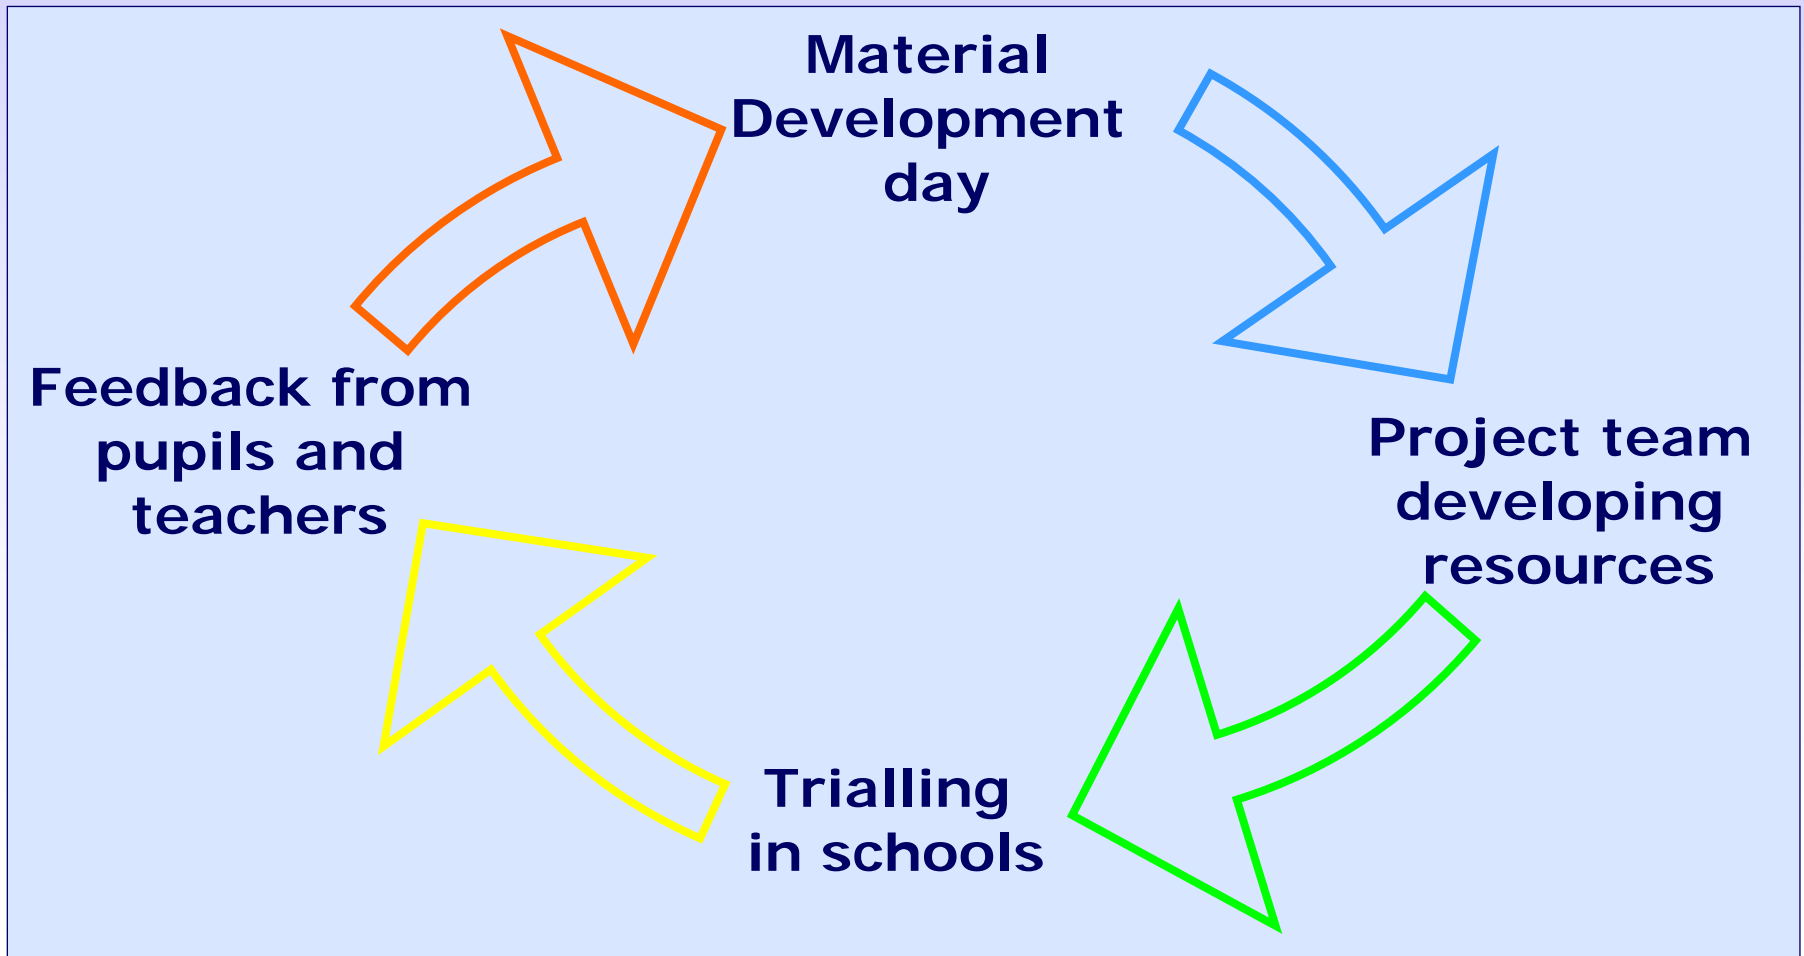 Material
Development
day
Project team
developing
resources
Trialling
in schools
Feedback from
pupils and
teachers